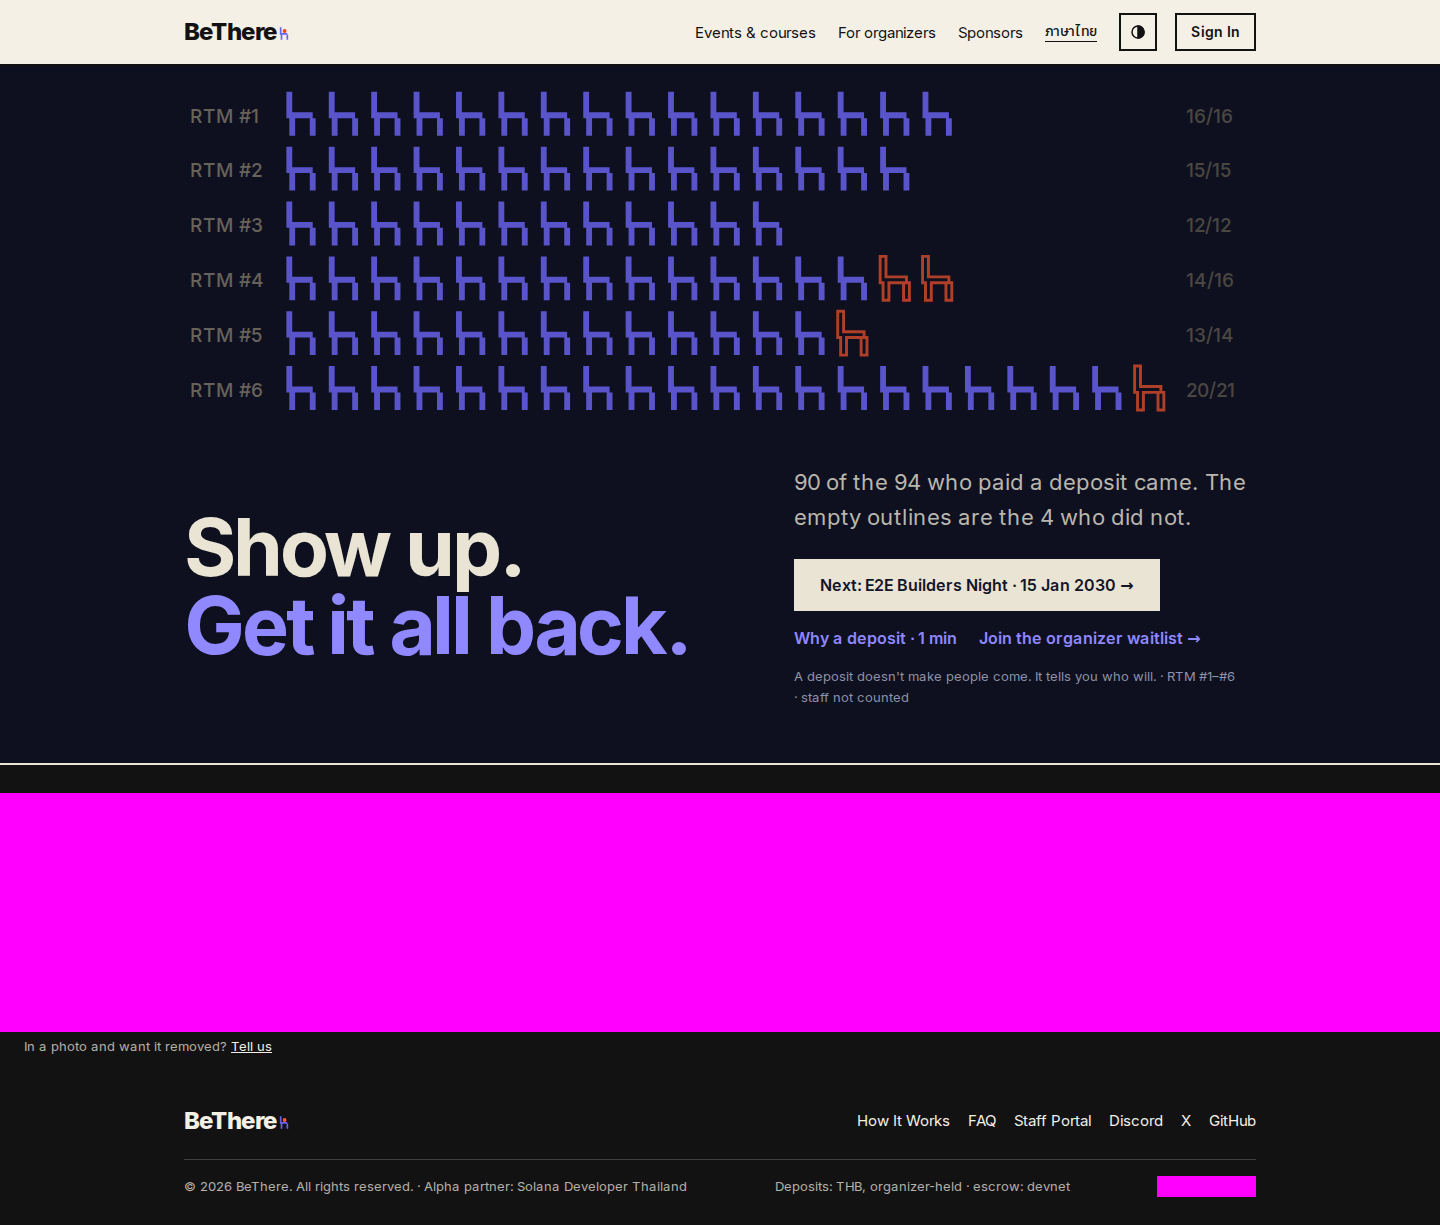 BeThere
Events & courses For organizers Sponsors ภาษาไทย Sign In
RTM #1 16/16
RTM #2 15/15
RTM #3 12/12
RTM #4 14/16
RTM #5 13/14
RTM #6 20/21
Show up.
Get it all back.
90 of the 94 who paid a deposit came. The
empty outlines are the 4 who did not.
Next: E2E Builders Night · 15 Jan 2030 →
Why a deposit · 1 min Join the organizer waitlist →
A deposit doesn't make people come. It tells you who will. · RTM #1–#6
· staff not counted
In a photo and want it removed? Tell us
BeThere
How It Works FAQ Staff Portal Discord X GitHub
© 2026 BeThere. All rights reserved. · Alpha partner: Solana Developer Thailand
Deposits: THB, organizer-held · escrow: devnet